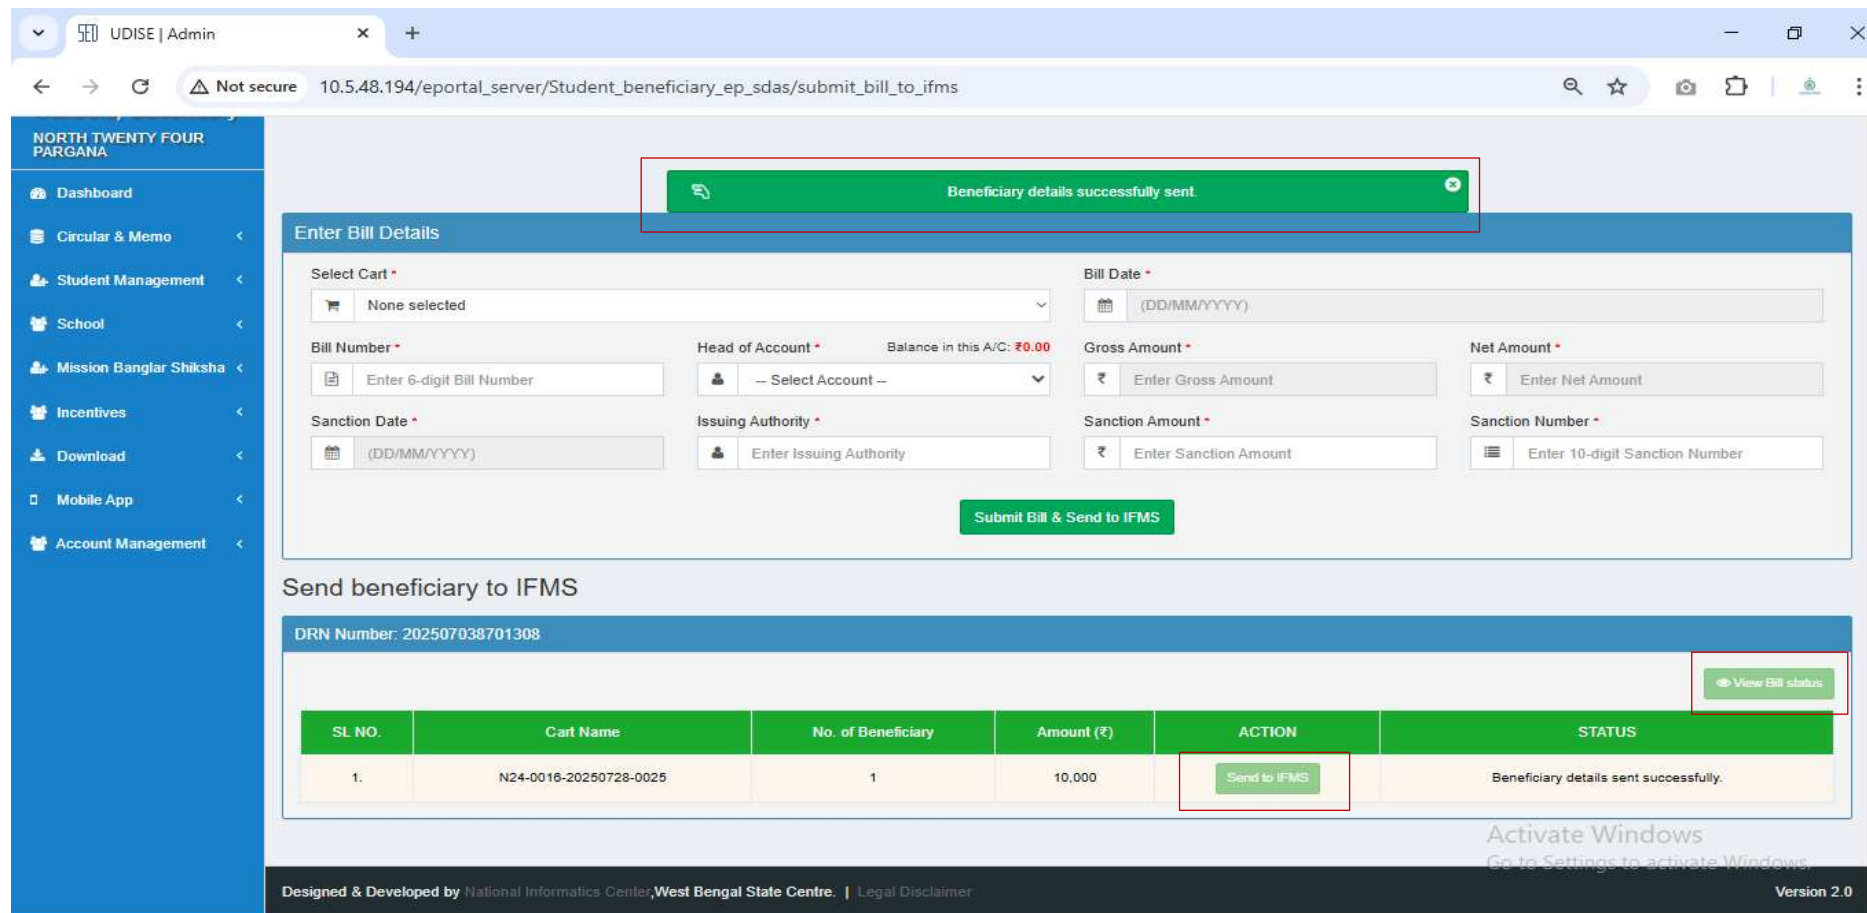 UDISE | Admin
Not secure 10.5.48.194/eportal_server/Student_beneficiary_ep_sdas/submit_bill_to_ifms
NORTH TWENTY FOUR
PARGANA
Dashboard
Circular & Memo
Student Management
School
Mission Banglar Shiksha
Incentives
Download
Mobile App
Account Management
Beneficiary details successfully sent.
Enter Bill Details
Select Cart *
Bill Date *
None selected
(DD/MM/YYYY)
Bill Number *
Head of Account *
Balance in this A/C: ₹0.00
Gross Amount *
Net Amount *
Enter 6-digit Bill Number
-- Select Account --
₹ Enter Gross Amount
₹ Enter Net Amount
Sanction Date *
Issuing Authority *
Sanction Amount *
Sanction Number *
(DD/MM/YYYY)
Enter Issuing Authority
₹ Enter Sanction Amount
Enter 10-digit Sanction Number
Submit Bill & Send to IFMS
Send beneficiary to IFMS
DRN Number: 202507038701308
View Bill status
SL NO. Cart Name No. of Beneficiary Amount (₹) ACTION STATUS
1. N24-0016-20250728-0025 1 10,000 Send to IFMS Beneficiary details sent successfully.
Activate Windows
Go to Settings to activate Windows.
Designed & Developed by National Informatics Center,West Bengal State Centre. | Legal Disclaimer
Version 2.0